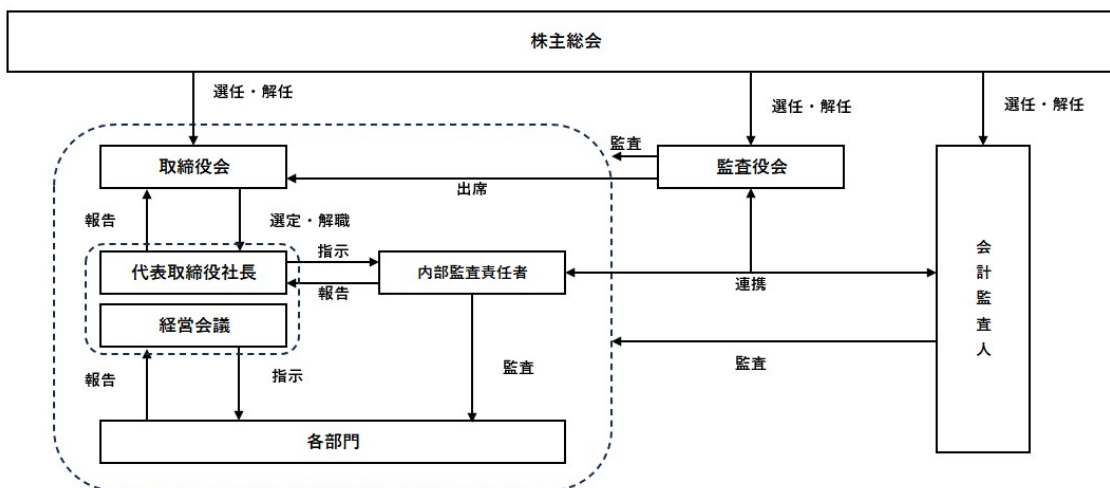 株主総会
選任・解任
選任・解任
選任・解任
監査
取締役会
監査役会
出席
報告
選定・解職
指示
代表取締役社長
内部監査責任者
報告
連携
会計監査人
経営会議
報告
指示
監査
監査
各部門